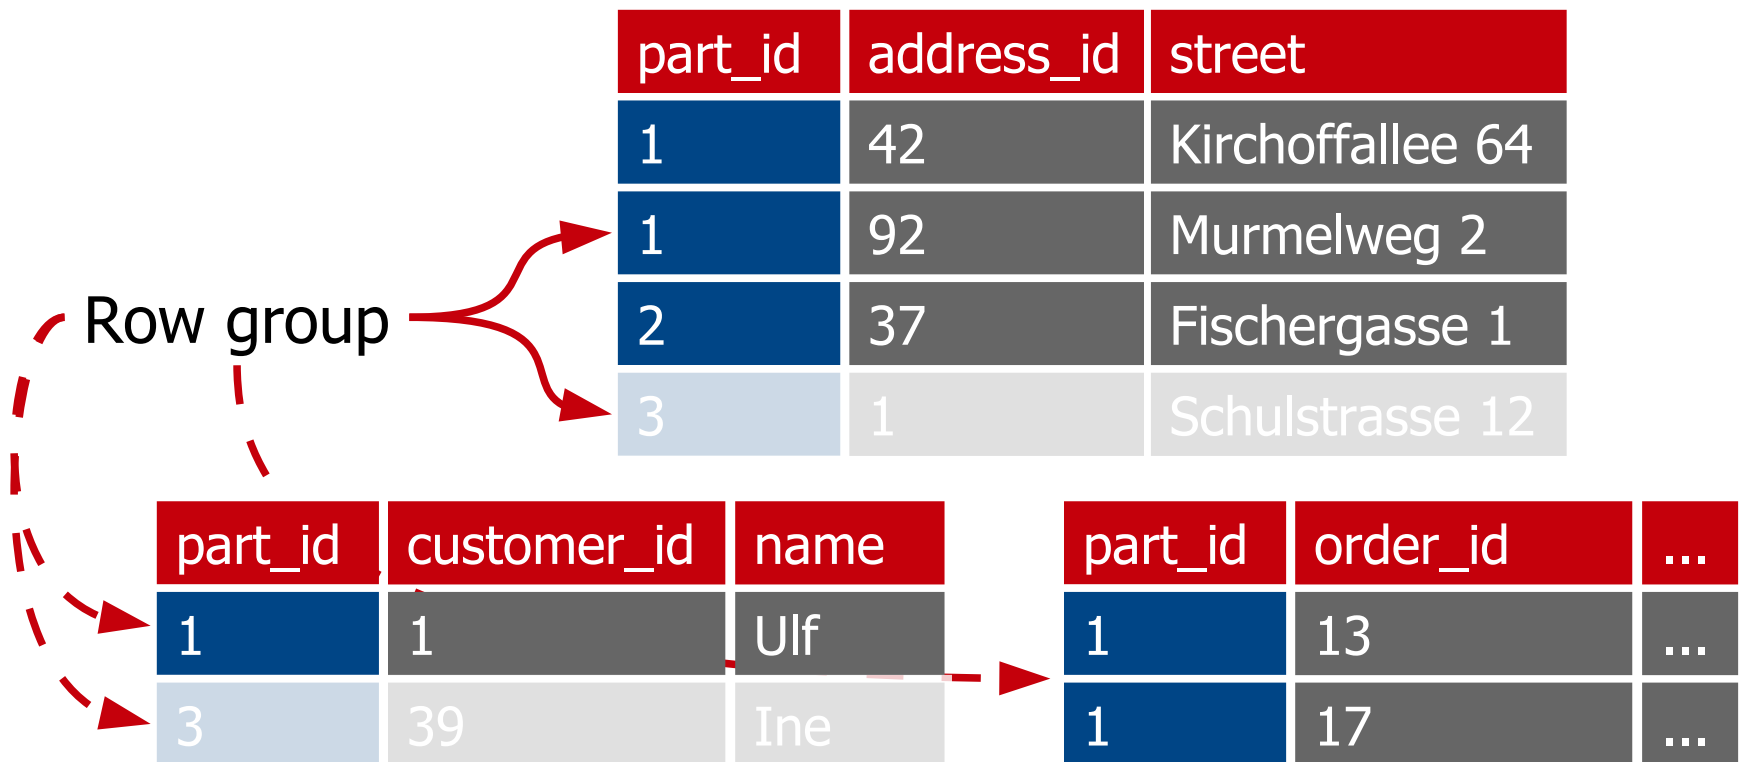 part_id address_id street
1 42 Kirchoffallee 64
1 92 Murmelweg 2
2 37 Fischergasse 1
3 1 Schulstrasse 12
Row group
part_id customer_id name
1 1 Ulf
3 39 Ine
part_id order_id ...
1 13 ...
1 17 ...